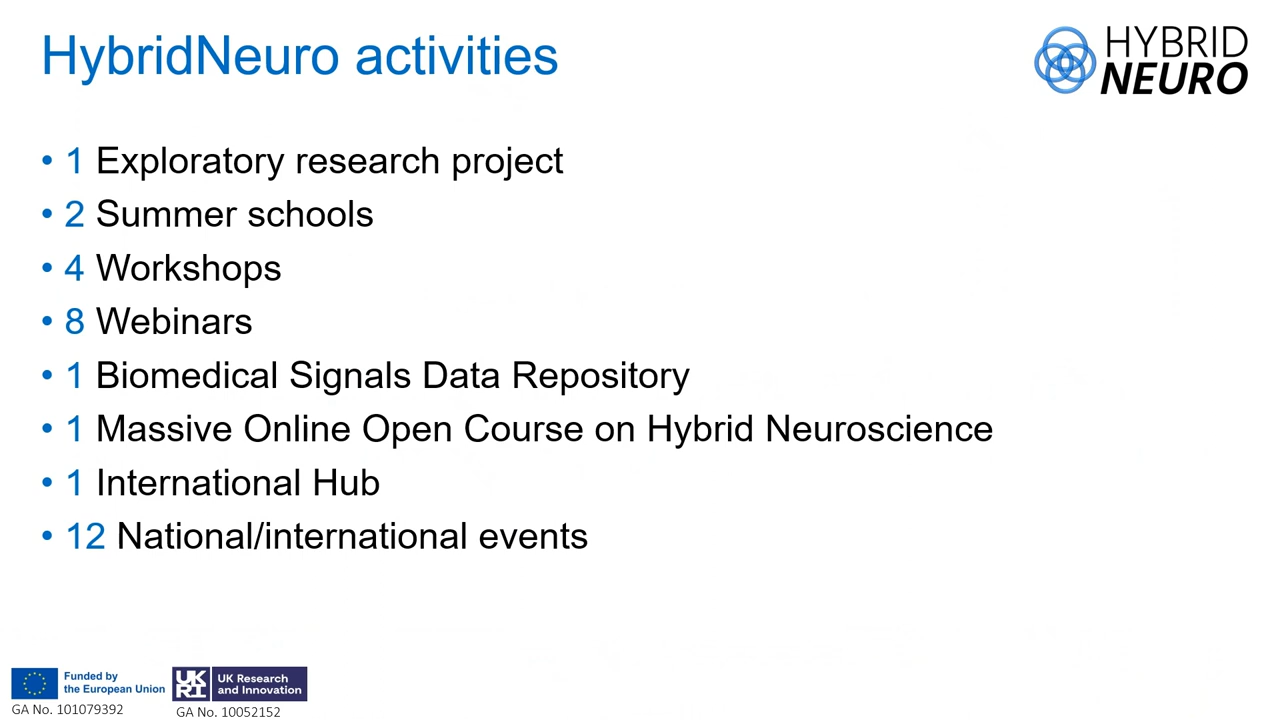 HybridNeuro activities
HYBRID
NEURO
• 1 Exploratory research project
• 2 Summer schools
• 4 Workshops
• 8 Webinars
• 1 Biomedical Signals Data Repository
• 1 Massive Online Open Course on Hybrid Neuroscience
• 1 International Hub
• 12 National/international events
Funded by
the European Union
GA No. 101079392
UK
RI
UK Research
and Innovation
GA No. 10052152